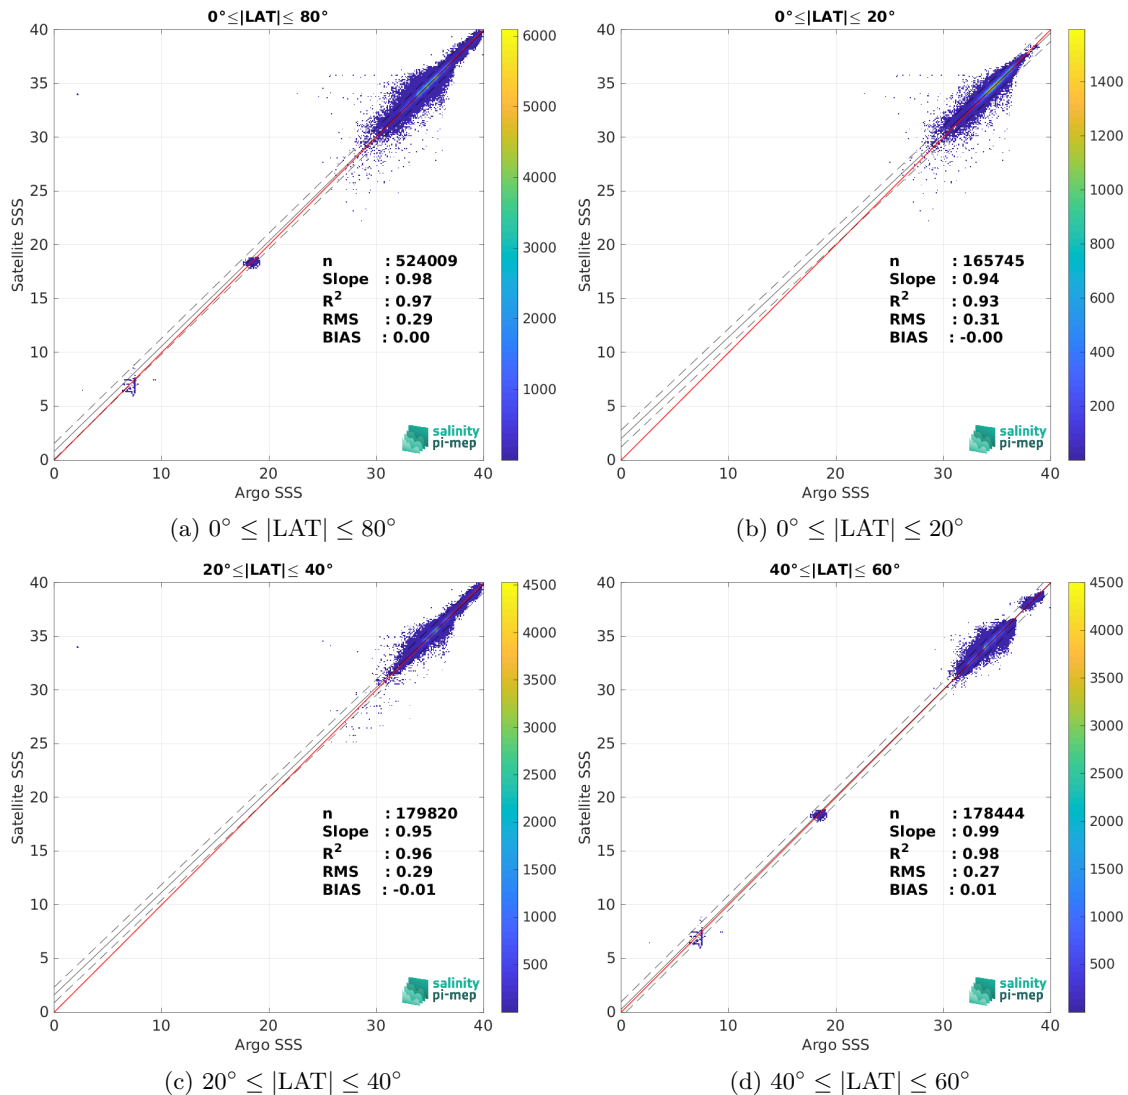 0°≤|LAT|≤ 80°
Satellite SSS
40
35
30
25
20
15
10
5
0
0 10 20 30 40
Argo SSS
n : 524009
Slope : 0.98
R² : 0.97
RMS : 0.29
BIAS : 0.00
salinity
pi-mep
6000
5000
4000
3000
2000
1000
(a) 0° ≤ |LAT| ≤ 80°
0°≤|LAT|≤ 20°
Satellite SSS
40
35
30
25
20
15
10
5
0
0 10 20 30 40
Argo SSS
n : 165745
Slope : 0.94
R² : 0.93
RMS : 0.31
BIAS : -0.00
salinity
pi-mep
1400
1200
1000
800
600
400
200
(b) 0° ≤ |LAT| ≤ 20°
20°≤|LAT|≤ 40°
Satellite SSS
40
35
30
25
20
15
10
5
0
0 10 20 30 40
Argo SSS
n : 179820
Slope : 0.95
R² : 0.96
RMS : 0.29
BIAS : -0.01
salinity
pi-mep
4500
4000
3500
3000
2500
2000
1500
1000
500
(c) 20° ≤ |LAT| ≤ 40°
40°≤|LAT|≤ 60°
Satellite SSS
40
35
30
25
20
15
10
5
0
0 10 20 30 40
Argo SSS
n : 178444
Slope : 0.99
R² : 0.98
RMS : 0.27
BIAS : 0.01
salinity
pi-mep
4500
4000
3500
3000
2500
2000
1500
1000
500
(d) 40° ≤ |LAT| ≤ 60°